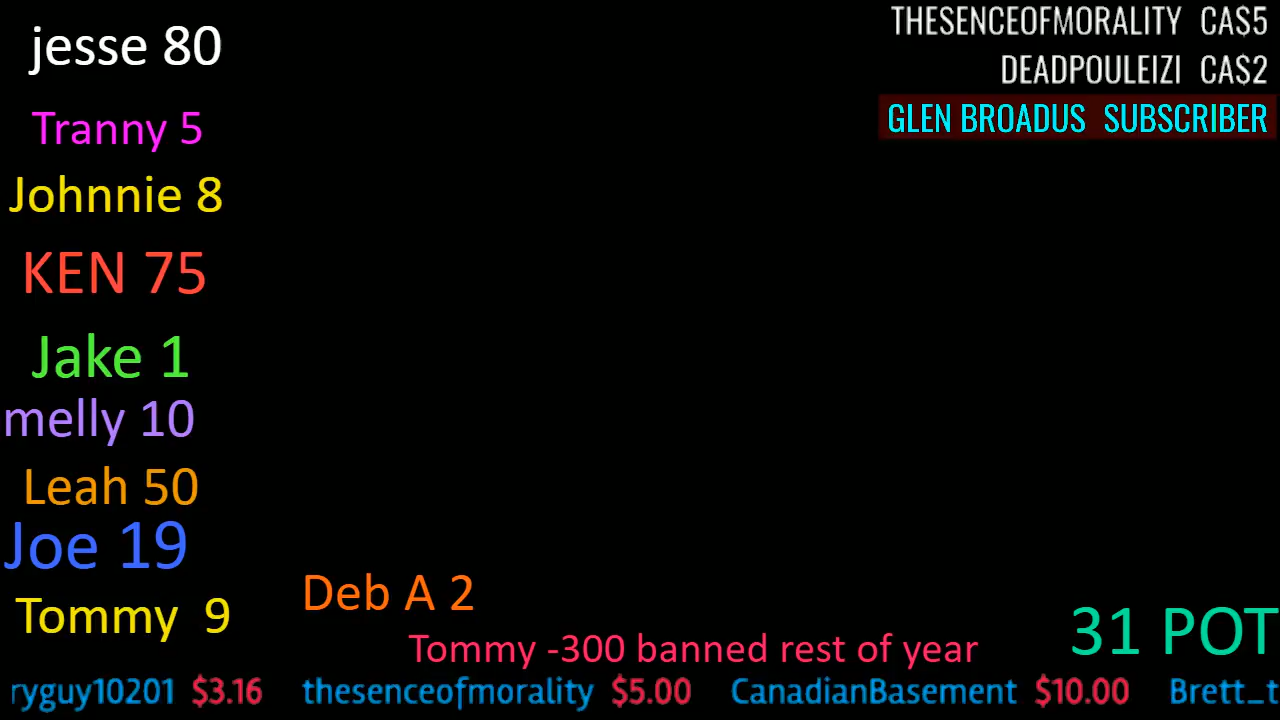 jesse 80
Tranny 5
Johnnie 8
KEN 75
Jake 1
melly 10
Leah 50
Joe 19
Tommy 9
THESENCEOFMORALITY CA$5
DEADPOULEIZI CA$2
GLEN BROADUS SUBSCRIBER
Deb A 2
Tommy -300 banned rest of year
31 POT
ryguy10201 $3.16 thesenceofmorality $5.00 CanadianBasement $10.00 Brett_t